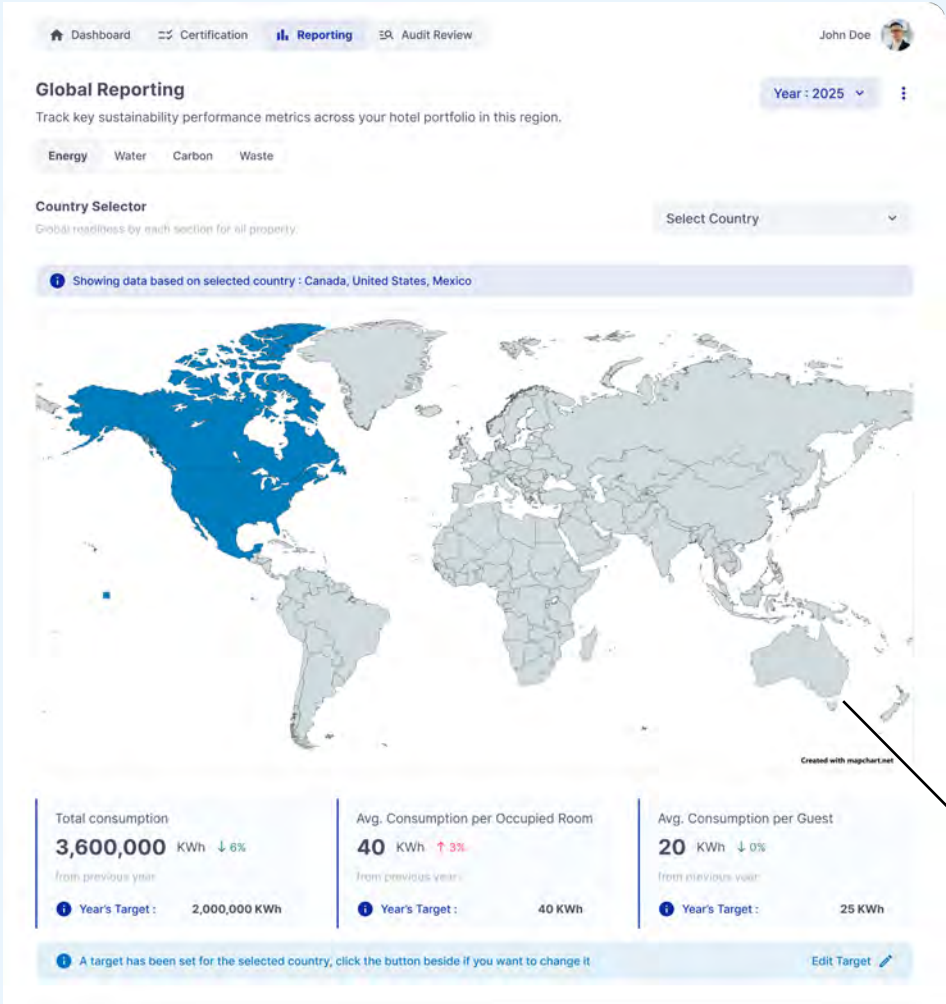 Dashboard
Certification
Reporting
Audit Review
John Doe
Global Reporting
Year : 2025
Track key sustainability performance metrics across your hotel portfolio in this region.
Energy
Water
Carbon
Waste
Country Selector
Global readiness by each section for all property.
Select Country
Showing data based on selected country : Canada, United States, Mexico
Created with mapchart.net
Total consumption
3,600,000 KWh ↓ 6%
from previous year
Year's Target : 2,000,000 KWh
Avg. Consumption per Occupied Room
40 KWh ↑ 3%
from previous year
Year's Target : 40 KWh
Avg. Consumption per Guest
20 KWh ↓ 0%
from previous year
Year's Target : 25 KWh
A target has been set for the selected country, click the button beside if you want to change it
Edit Target